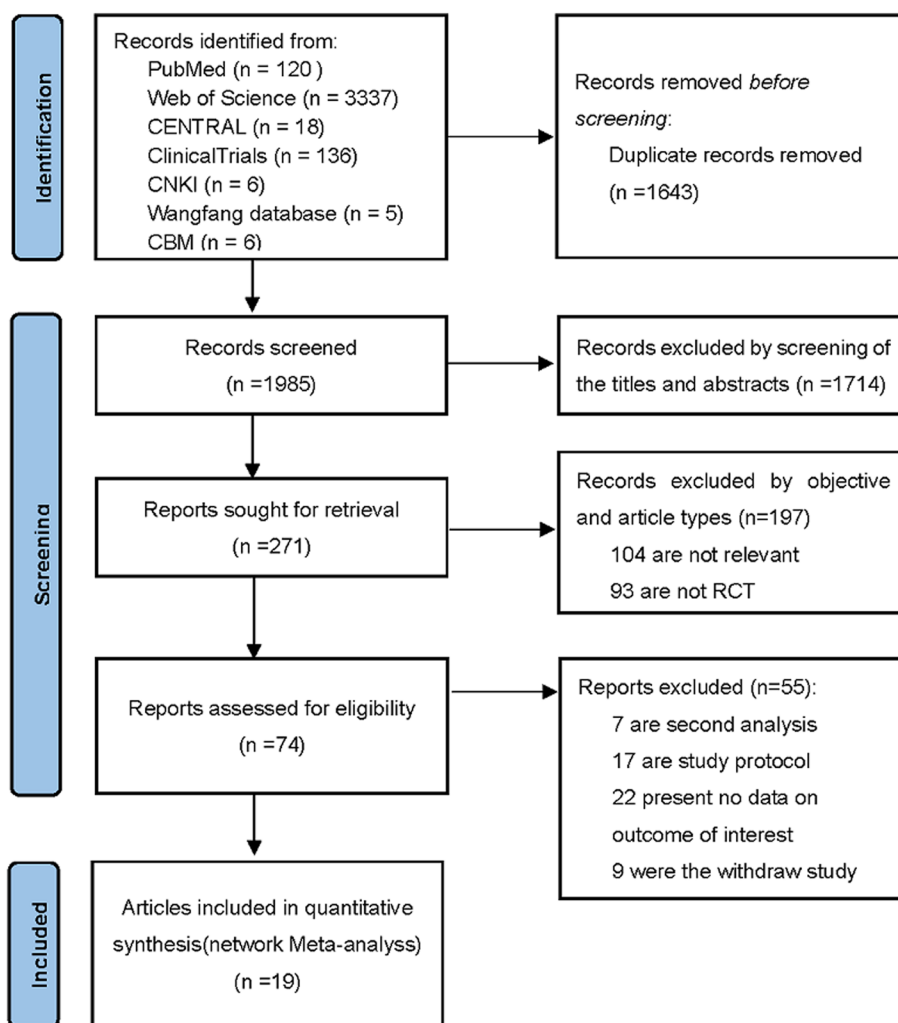 Identification
Records identified from:
PubMed (n = 120 )
Web of Science (n = 3337)
CENTRAL (n = 18)
ClinicalTrials (n = 136)
CNKI (n = 6)
Wangfang database (n = 5)
CBM (n = 6)
Records removed before
screening:
Duplicate records removed
(n =1643)
Screening
Records screened
(n =1985)
Records excluded by screening of
the titles and abstracts (n =1714)
Reports sought for retrieval
(n =271)
Records excluded by objective
and article types (n=197)
104 are not relevant
93 are not RCT
Reports assessed for eligibility
(n =74)
Reports excluded (n=55):
7 are second analysis
17 are study protocol
22 present no data on
outcome of interest
9 were the withdraw study
Included
Articles included in quantitative
synthesis(network Meta-analyss)
(n =19)